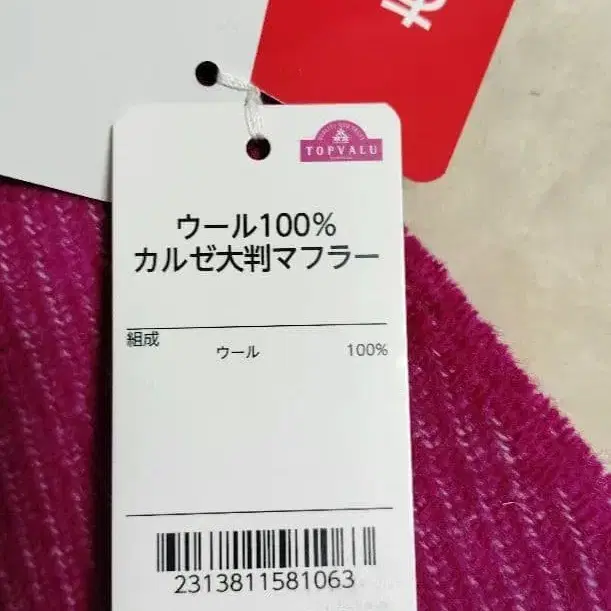 TOPVALU
ウール100%
カルゼ大判マフラー
組成
ウール 100%
2313811581063